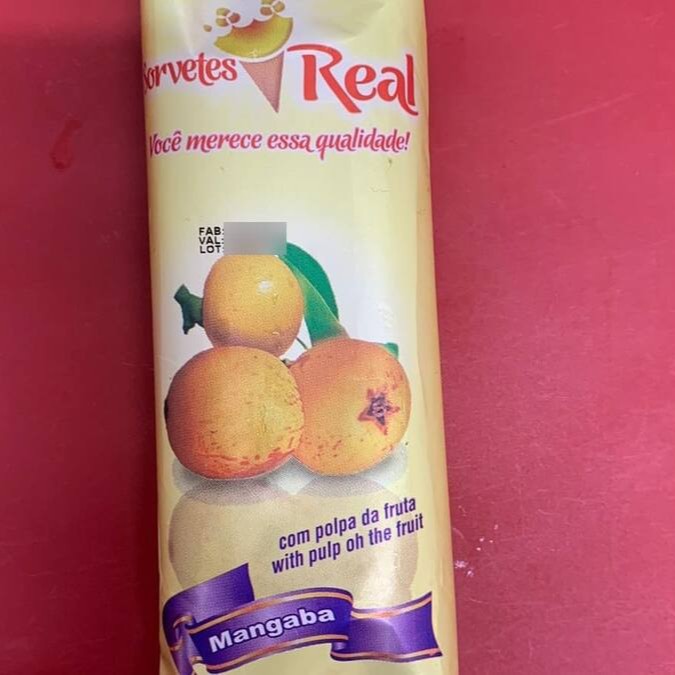 Sorvetes Real
Você merece essa qualidade!
FAB:
VAL:
LOT:
com polpa da fruta
with pulp oh the fruit
Mangaba